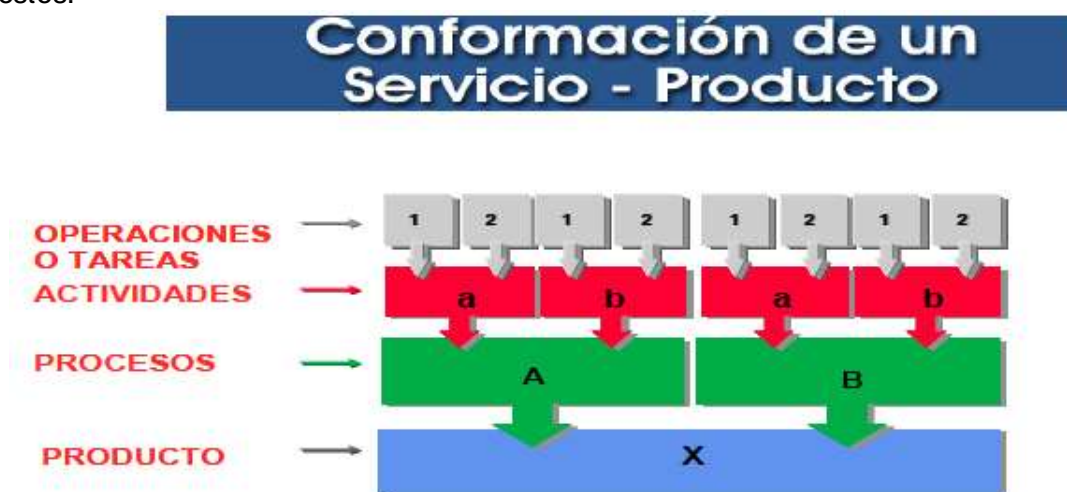 Conformación de un
Servicio - Producto
OPERACIONES
O TAREAS
1 2 1 2 1 2 1 2
ACTIVIDADES
a b a b
PROCESOS
A B
PRODUCTO
X